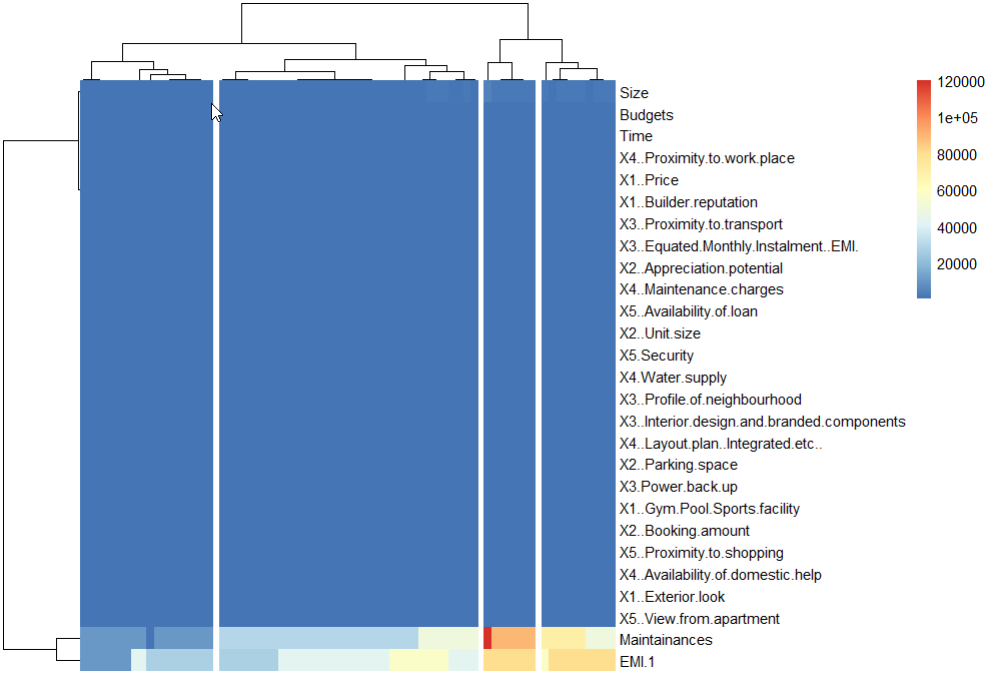 Size
Budgets
Time
X4..Proximity.to.work.place
X1..Price
X1..Builder.reputation
X3..Proximity.to.transport
X3..Equated.Monthly.Instalment..EMI.
X2..Appreciation.potential
X4..Maintenance.charges
X5..Availability.of.loan
X2..Unit.size
X5.Security
X4.Water.supply
X3..Profile.of.neighbourhood
X3..Interior.design.and.branded.components
X4..Layout.plan..Integrated.etc..
X2..Parking.space
X3.Power.back.up
X1..Gym.Pool.Sports.facility
X2..Booking.amount
X5..Proximity.to.shopping
X4..Availability.of.domestic.help
X1..Exterior.look
X5..View.from.apartment
Maintainances
EMI.1
120000
1e+05
80000
60000
40000
20000